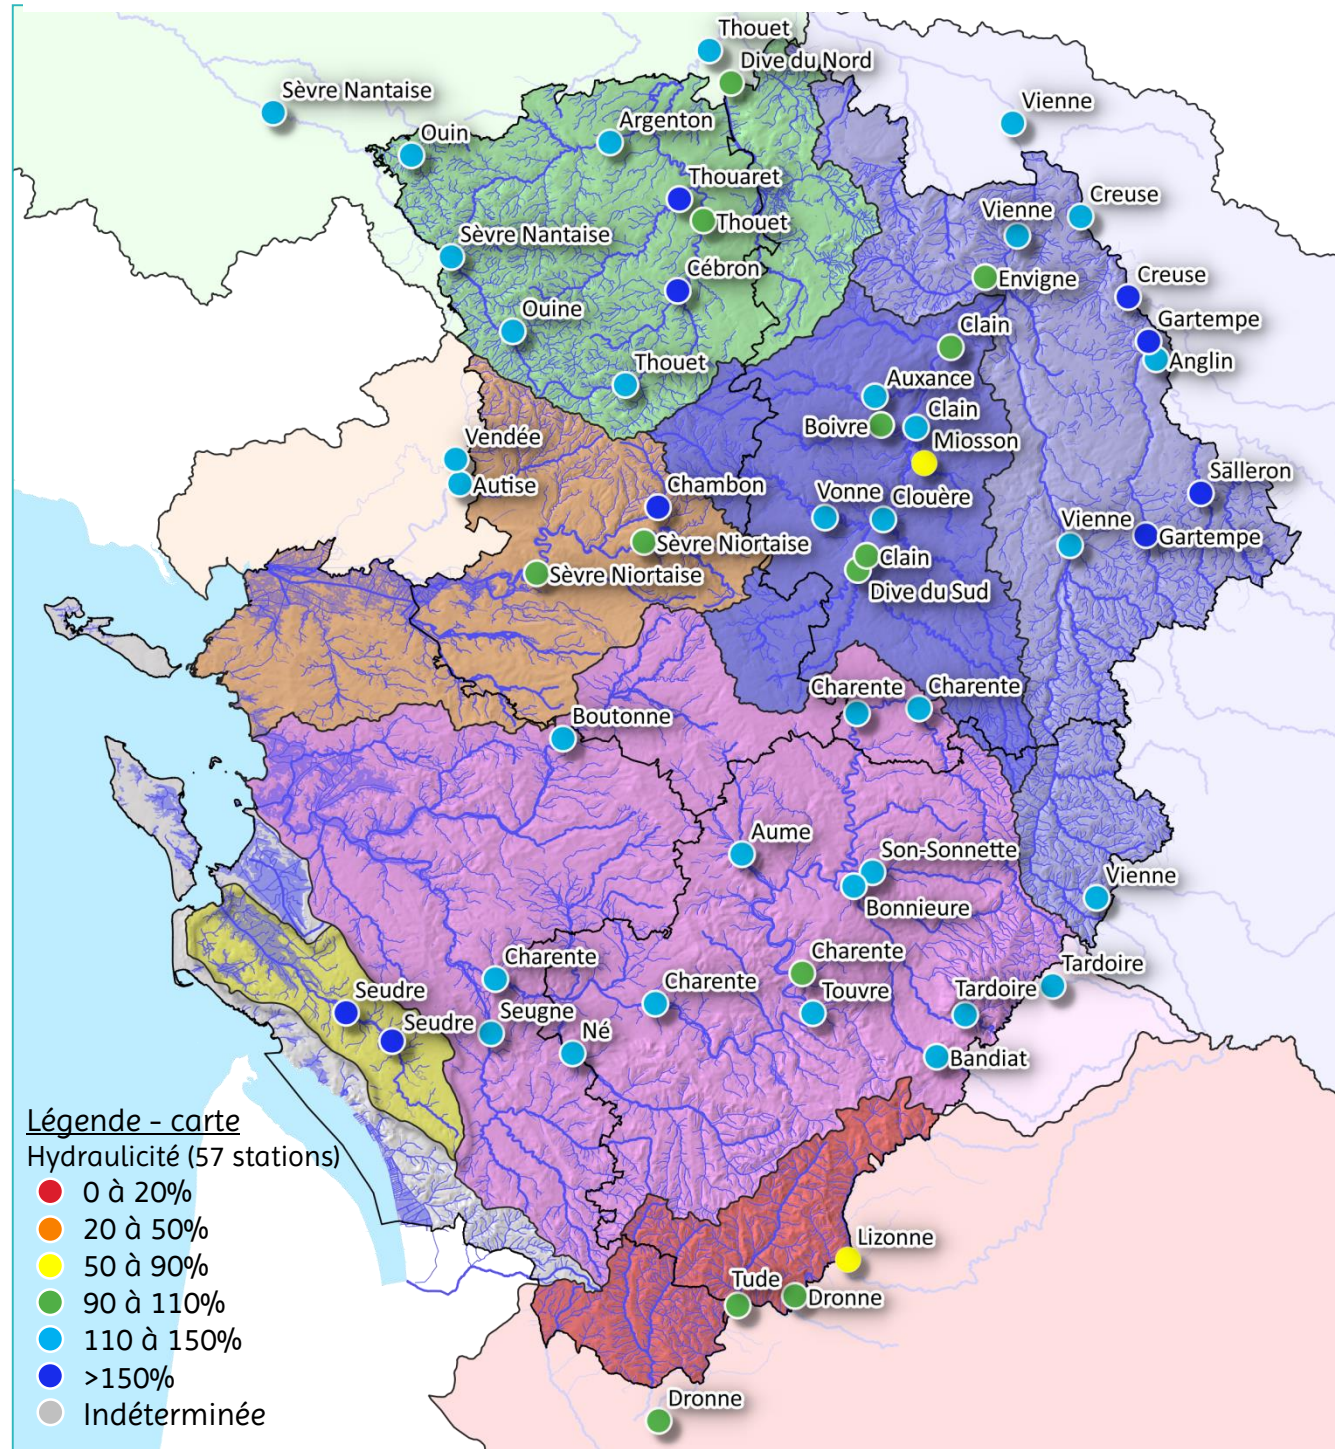 Thouet
Dive du Nord
Sèvre Nantaise
Vienne
Ouin
Argenton
Thouaret
Creuse
Vienne
Thouet
Sèvre Nantaise
Cébron
Envigne
Creuse
Ouine
Gartempe
Clain
Anglin
Thouet
Auxance
Boivre
Clain
Vendée
Miosson
Autise
Salleron
Chambon
Vonne
Clouère
Vienne
Gartempe
Sèvre Niortaise
Clain
Sèvre Niortaise
Dive du Sud
Charente
Charente
Boutonne
Aume
Son-Sonnette
Vienne
Bonnieure
Charente
Charente
Tardoire
Charente
Seudre
Touvre
Tardoire
Seugne
Seudre
Né
Bandiat
Légende - carte
Hydraulicité (57 stations)
0 à 20%
20 à 50%
50 à 90%
90 à 110%
110 à 150%
>150%
Indéterminée
Lizonne
Tude
Dronne
Dronne